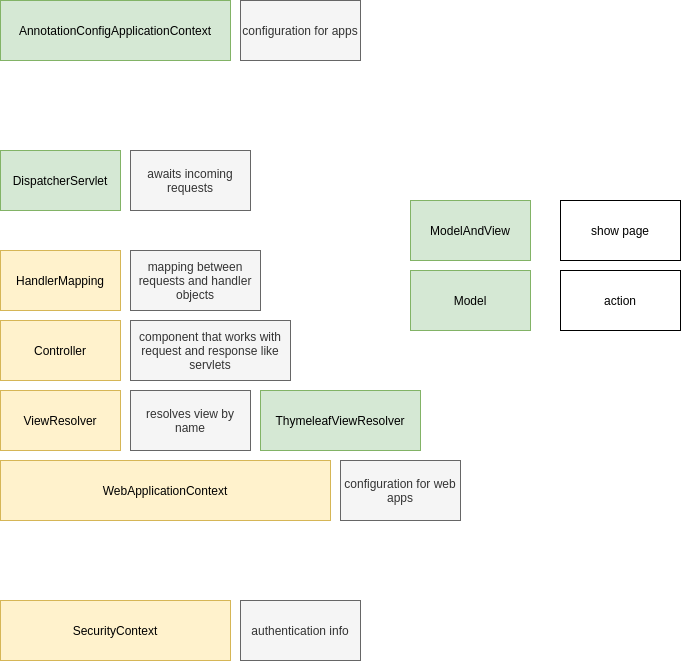 AnnotationConfigApplicationContext
configuration for apps
DispatcherServlet
awaits incoming
requests
ModelAndView
show page
HandlerMapping
mapping between
requests and handler
objects
Model
action
Controller
component that works with
request and response like
servlets
ViewResolver
resolves view by
name
ThymeleafViewResolver
WebApplicationContext
configuration for web
apps
SecurityContext
authentication info